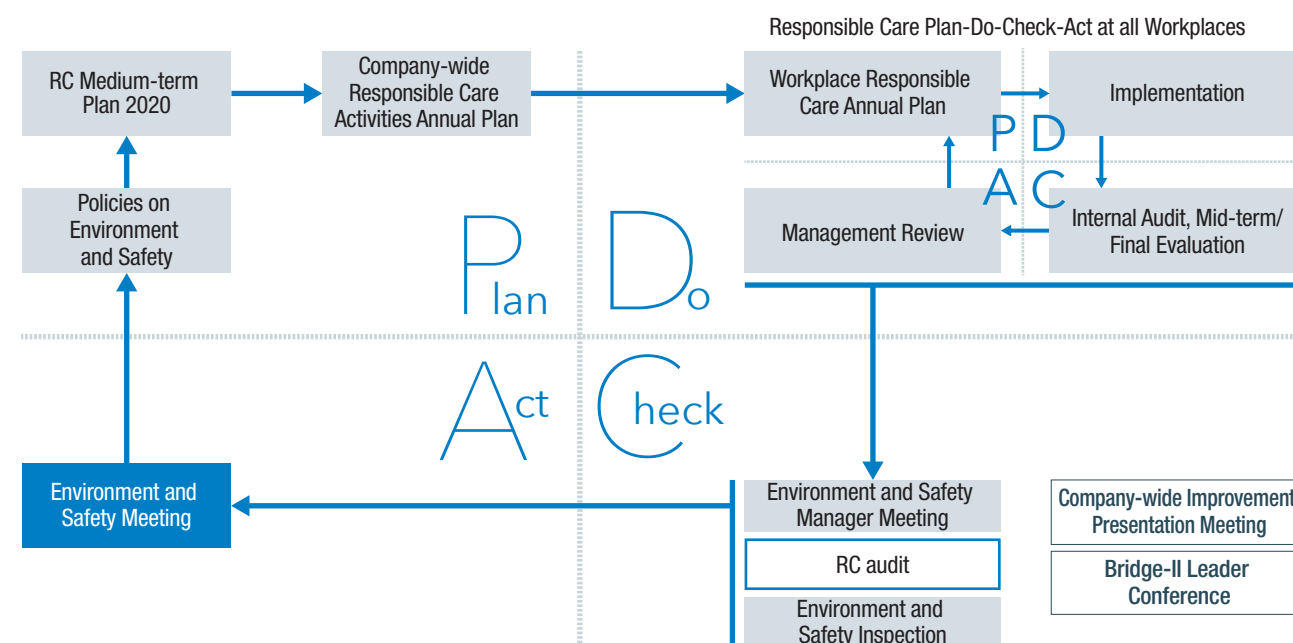 Responsible Care Plan-Do-Check-Act at all Workplaces
RC Medium-term
Plan 2020
Company-wide
Responsible Care
Activities Annual Plan
Workplace Responsible
Care Annual Plan
Implementation
P D
A C
Policies on
Environment
and Safety
Management Review
Internal Audit, Mid-term/
Final Evaluation
Plan
Do
Act
Check
Environment and
Safety Meeting
Environment and Safety
Manager Meeting
RC audit
Environment and
Safety Inspection
Company-wide Improvement
Presentation Meeting
Bridge-II Leader
Conference